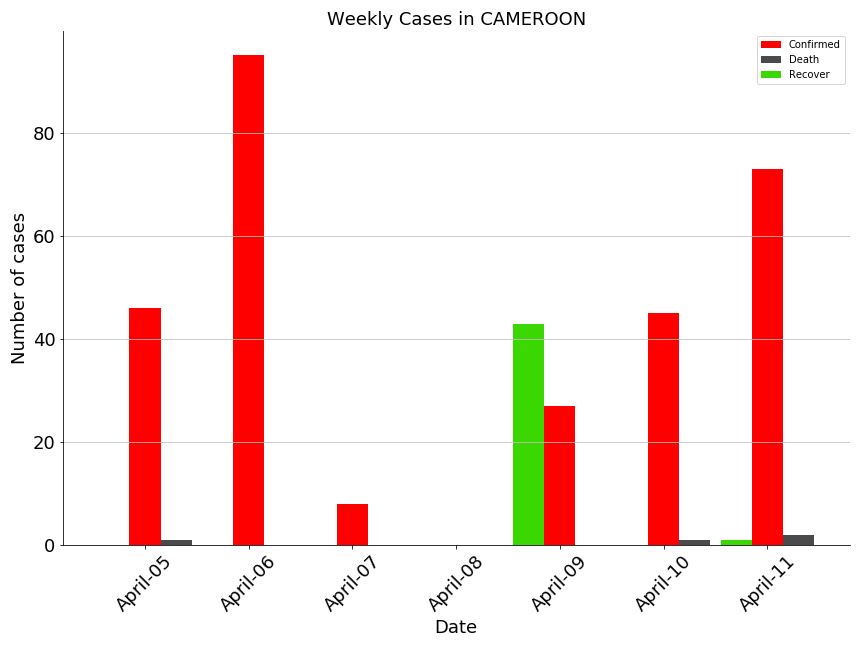 Weekly Cases in CAMEROON
Confirmed
Death
Recover
Number of cases
80
60
40
20
0
April-05
April-06
April-07
April-08
April-09
April-10
April-11
Date